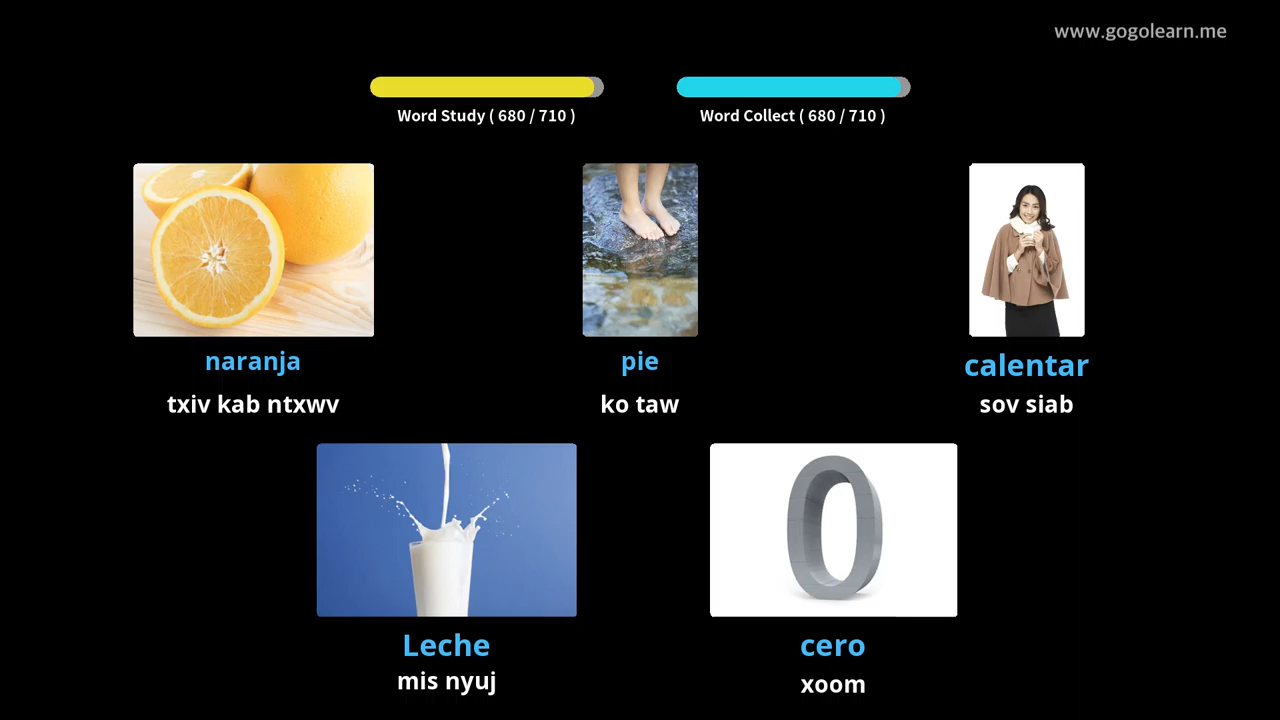 www.gogolearn.me
Word Study ( 680 / 710 )
Word Collect ( 680 / 710 )
naranja
txiv kab ntxwv
pie
ko taw
calentar
sov siab
Leche
mis nyuj
0
cero
xoom